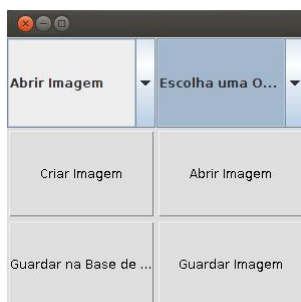 Abrir Imagem
Escolha uma O...
Criar Imagem
Abrir Imagem
Guardar na Base de ...
Guardar Imagem